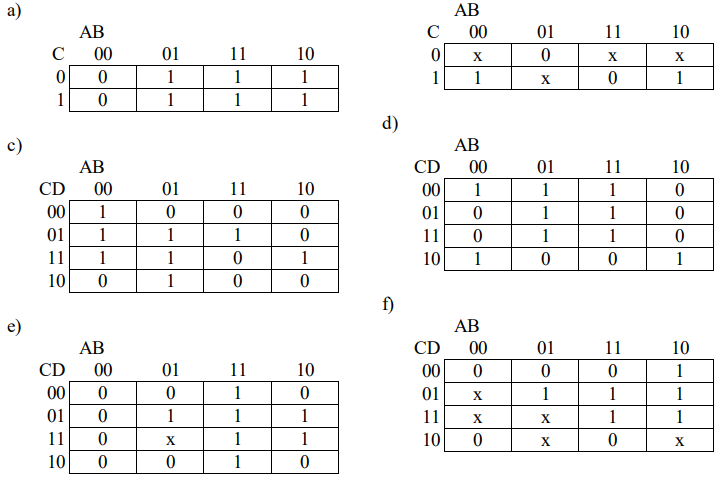 a)
AB
C 00 01 11 10
0 0 1 1 1
1 0 1 1 1
AB
C 00 01 11 10
0 x 0 x x
1 1 x 0 1
c)
AB
CD 00 01 11 10
00 1 0 0 0
01 1 1 1 0
11 1 1 0 1
10 0 1 0 0
d)
AB
CD 00 01 11 10
00 1 1 1 0
01 0 1 1 0
11 0 1 1 0
10 1 0 0 1
e)
AB
CD 00 01 11 10
00 0 0 1 0
01 0 1 1 1
11 0 x 1 1
10 0 0 1 0
f)
AB
CD 00 01 11 10
00 0 0 0 1
01 x 1 1 1
11 x x 1 1
10 0 x 0 x